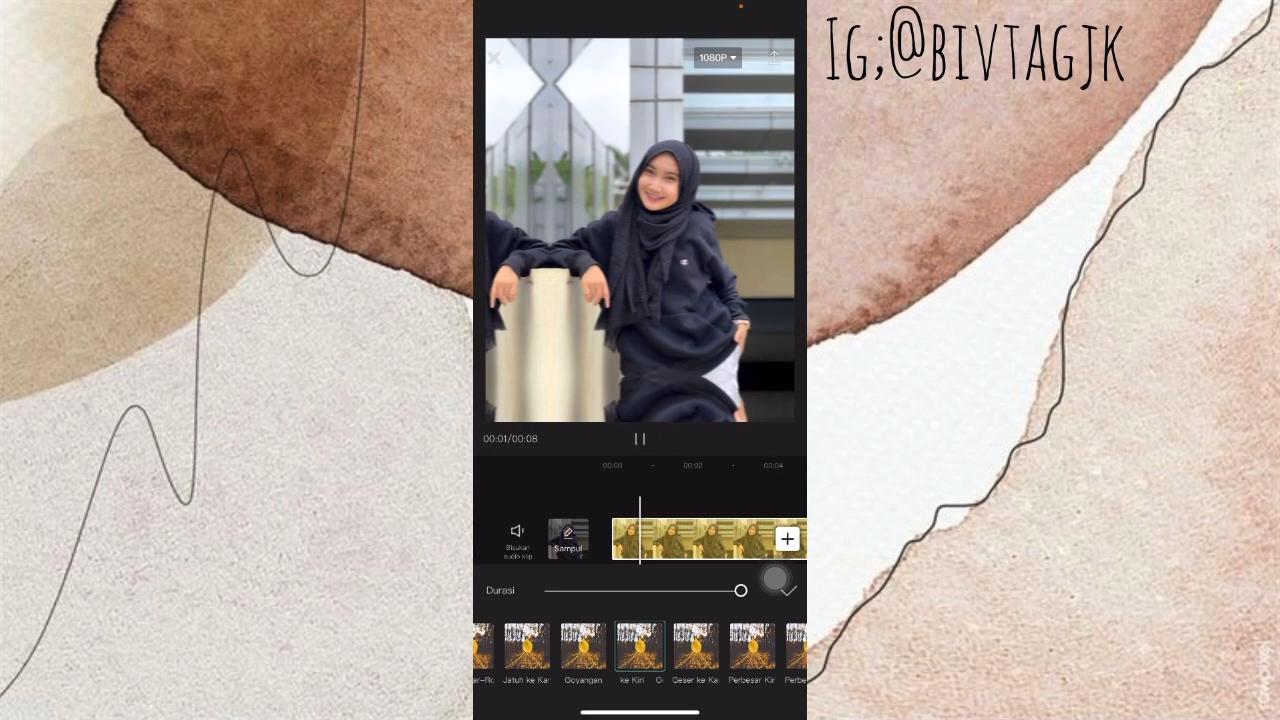 Ig;@bivtagjk
1080P
00:01/00:08
00:00
00:02
00:04
Bisukan
audio klip
Sampul
Durasi
Jatuh ke Kar
Goyangan
ke Kiri
Geser ke Ka
Perbesar Kir
Perbe